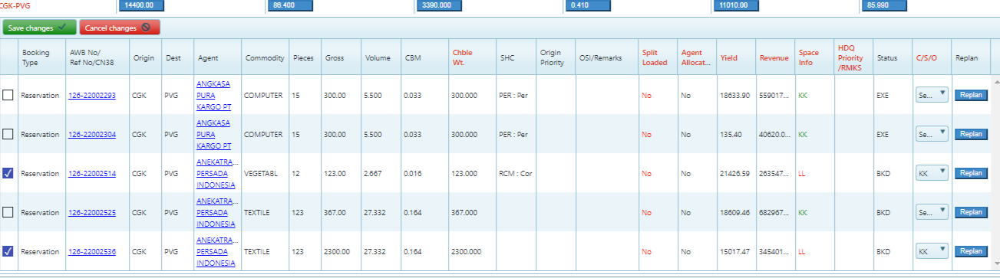 CGK-PVG 14400.00 86.400 3390.000 0.410 11010.00 85.990
Save changes Cancel changes
Booking Type AWB No/ Ref No/CN38 Origin Dest Agent Commodity Pieces Gross Volume CBM Chble Wt. SHC Origin Priority OSI/Remarks Split Loaded Agent Allocat... Yield Revenue Space Info HDQ Priority /RMKS Status C/S/O Replan
Reservation 126-22002293 CGK PVG ANGKASA PURA KARGO PT COMPUTER 15 300.00 5.500 0.033 300.000 PER : Per No No 18633.90 559017... KK EXE Se... Replan
Reservation 126-22002304 CGK PVG ANGKASA PURA KARGO PT COMPUTER 15 300.00 5.500 0.033 300.000 PER : Per No No 135.40 40620.0... KK EXE Se... Replan
Reservation 126-22002514 CGK PVG ANEKATRA... PERSADA INDONESIA VEGETABL 12 123.00 2.667 0.016 123.000 RCM : Cor No No 21426.59 263547... LL BKD KK Replan
Reservation 126-22002525 CGK PVG ANEKATRA... PERSADA INDONESIA TEXTILE 123 367.00 27.332 0.164 367.000 No No 18609.46 682967... KK BKD Se... Replan
Reservation 126-22002536 CGK PVG ANEKATRA... PERSADA INDONESIA TEXTILE 123 2300.00 27.332 0.164 2300.000 No No 15017.47 345401... LL BKD KK Replan